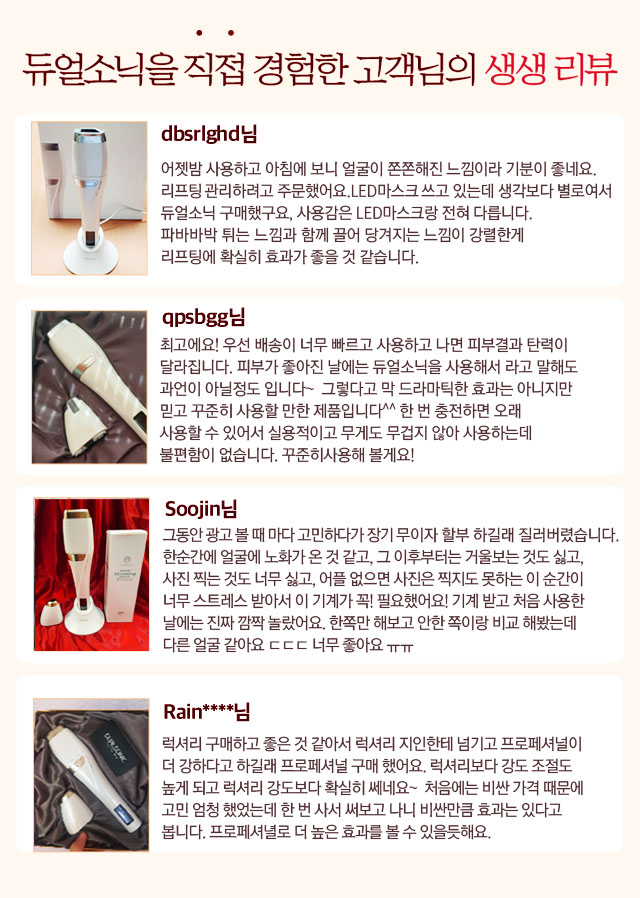 듀얼소닉을 직접 경험한 고객님의 생생 리뷰
dbsrlghd님
어젯밤 사용하고 아침에 보니 얼굴이 쫀쫀해진 느낌이라 기분이 좋네요.
리프팅 관리하려고 주문했어요.LED마스크 쓰고 있는데 생각보다 별로여서
듀얼소닉 구매했구요, 사용감은 LED마스크랑 전혀 다릅니다.
파바바박 튀는 느낌과 함께 끌어 당겨지는 느낌이 강렬한게
리프팅에 확실히 효과가 좋을 것 같습니다.
qpsbgg님
최고에요! 우선 배송이 너무 빠르고 사용하고 나면 피부결과 탄력이
달라집니다. 피부가 좋아진 날에는 듀얼소닉을 사용해서 라고 말해도
과언이 아닐정도 입니다~ 그렇다고 막 드라마틱한 효과는 아니지만
믿고 꾸준히 사용할 만한 제품입니다^^ 한 번 충전하면 오래
사용할 수 있어서 실용적이고 무게도 무겁지 않아 사용하는데
불편함이 없습니다. 꾸준히사용해 볼게요!
Soojin님
그동안 광고 볼 때 마다 고민하다가 장기 무이자 할부 하길래 질러버렸습니다.
한순간에 얼굴에 노화가 온 것 같고, 그 이후부터는 거울보는 것도 싫고,
사진 찍는 것도 너무 싫고, 어플 없으면 사진은 찍지도 못하는 이 순간이
너무 스트레스 받아서 이 기계가 꼭! 필요했어요! 기계 받고 처음 사용한
날에는 진짜 깜짝 놀랐어요. 한쪽만 해보고 안한 쪽이랑 비교 해봤는데
다른 얼굴 같아요 ㄷㄷㄷ 너무 좋아요 ㅠㅠ
Rain****님
럭셔리 구매하고 좋은 것 같아서 럭셔리 지인한테 넘기고 프로페셔널이
더 강하다고 하길래 프로페셔널 구매 했어요. 럭셔리보다 강도 조절도
높게 되고 럭셔리 강도보다 확실히 쎄네요~ 처음에는 비싼 가격 때문에
고민 엄청 했었는데 한 번 사서 써보고 나니 비싼만큼 효과는 있다고
봅니다. 프로페셔널로 더 높은 효과를 볼 수 있을듯해요.
DUALSONIC